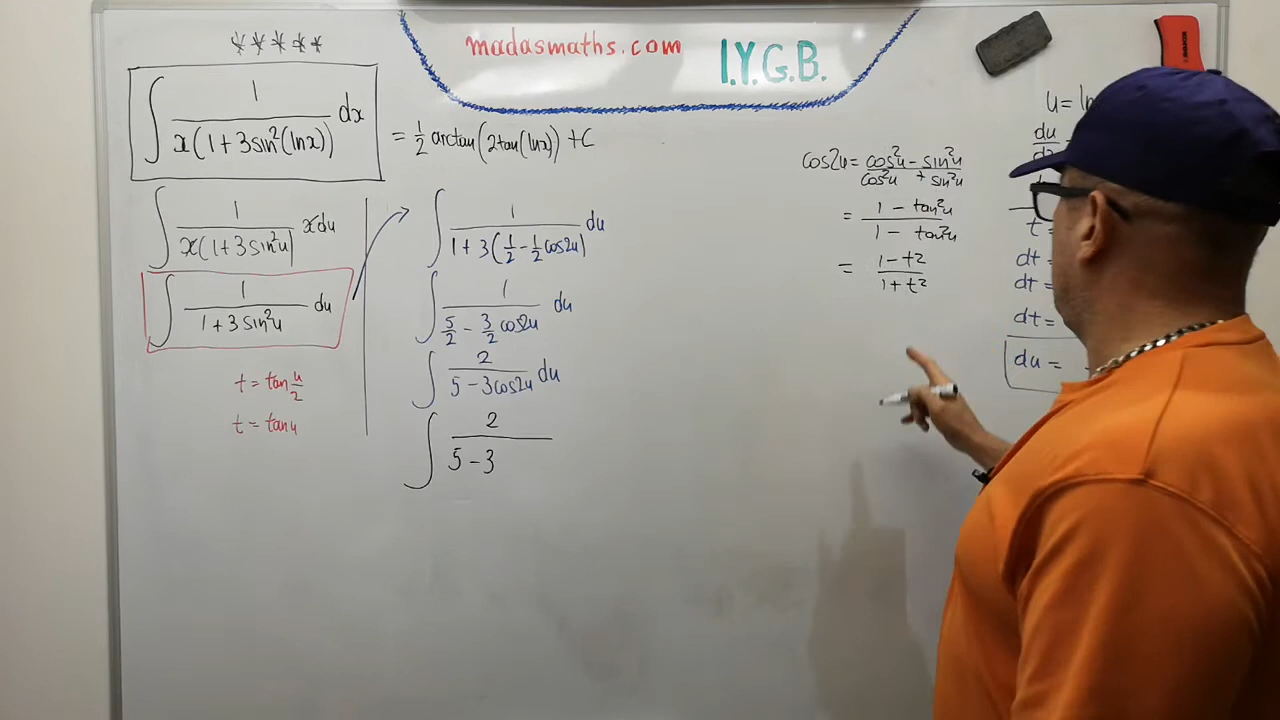 *****
madasmaths.com
I.Y.G.B.
∫ 1/(x(1+3sin²(lnx)) dx
= ½ arctan(2tan(lnx)) + C
∫ 1/(x(1+3sin²u) xdu
∫ 1/(1+3sin²u) du
t = tan u/2
t = tanu
∫ 1/(1+3(½-½cos2u) du
∫ 1/(5/2 - 3/2 cos2u) du
∫ 2/(5-3cos2u) du
∫ 2/(5-3
cos2u = (cos²u - sin²u)/(cos²u + sin²u)
= (1 - tan²u)/(1 - tan²u)
= (1-t2)/(1+t2)
u = ln
du
t =
dt =
dt =
dt =
du =